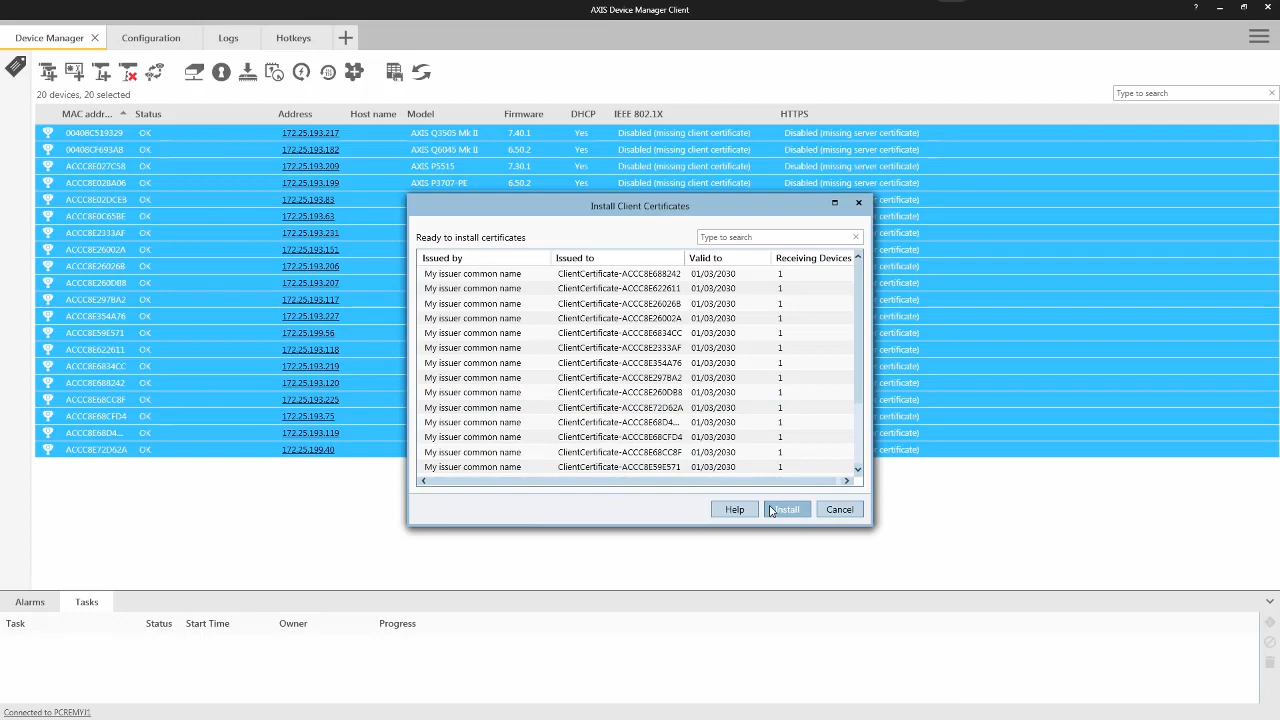 AXIS Device Manager Client
?
Device Manager
Configuration
Logs
Hotkeys
20 devices, 20 selected
Type to search
MAC addr... Status Address Host name Model Firmware DHCP IEEE 802.1X HTTPS
00408C519329 OK 172.25.193.217 AXIS Q3505 Mk II 7.40.1 Yes Disabled (missing client certificate) Disabled (missing server certificate)
00408CF693A8 OK 172.25.193.182 AXIS Q6045 Mk II 6.50.2 Yes Disabled (missing client certificate) Disabled (missing server certificate)
ACCC8E027C58 OK 172.25.193.209 AXIS P5515 7.30.1 Yes Disabled (missing client certificate) Disabled (missing server certificate)
ACCC8E028A06 OK 172.25.193.199 AXIS P3707-PE 6.50.2 Yes Disabled (missing client certificate) Disabled (missing server certificate)
ACCC8E02DCEB OK 172.25.193.83 certificate)
ACCC8E0C65BE OK 172.25.193.63 certificate)
ACCC8E2333AF OK 172.25.193.231 certificate)
ACCC8E26002A OK 172.25.193.151 certificate)
ACCC8E26026B OK 172.25.193.206 certificate)
ACCC8E260DB8 OK 172.25.193.207 certificate)
ACCC8E297BA2 OK 172.25.193.117 certificate)
ACCC8E354A76 OK 172.25.193.227 certificate)
ACCC8E59E571 OK 172.25.199.56 certificate)
ACCC8E622611 OK 172.25.193.118 certificate)
ACCC8E6834CC OK 172.25.193.219 certificate)
ACCC8E688242 OK 172.25.193.120 certificate)
ACCC8E68CC8F OK 172.25.193.225 certificate)
ACCC8E68CFD4 OK 172.25.193.75 certificate)
ACCC8E68D4... OK 172.25.193.119 certificate)
ACCC8E72D62A OK 172.25.199.40 certificate)
Install Client Certificates
Ready to install certificates
Type to search
Issued by Issued to Valid to Receiving Devices
My issuer common name ClientCertificate-ACCC8E688242 01/03/2030 1
My issuer common name ClientCertificate-ACCC8E622611 01/03/2030 1
My issuer common name ClientCertificate-ACCC8E26026B 01/03/2030 1
My issuer common name ClientCertificate-ACCC8E26002A 01/03/2030 1
My issuer common name ClientCertificate-ACCC8E6834CC 01/03/2030 1
My issuer common name ClientCertificate-ACCC8E2333AF 01/03/2030 1
My issuer common name ClientCertificate-ACCC8E354A76 01/03/2030 1
My issuer common name ClientCertificate-ACCC8E297BA2 01/03/2030 1
My issuer common name ClientCertificate-ACCC8E260DB8 01/03/2030 1
My issuer common name ClientCertificate-ACCC8E72D62A 01/03/2030 1
My issuer common name ClientCertificate-ACCC8E68D4... 01/03/2030 1
My issuer common name ClientCertificate-ACCC8E68CFD4 01/03/2030 1
My issuer common name ClientCertificate-ACCC8E68CC8F 01/03/2030 1
My issuer common name ClientCertificate-ACCC8E59E571 01/03/2030 1
Help Install Cancel
Alarms Tasks
Task Status Start Time Owner Progress
Connected to PCREMYJ1